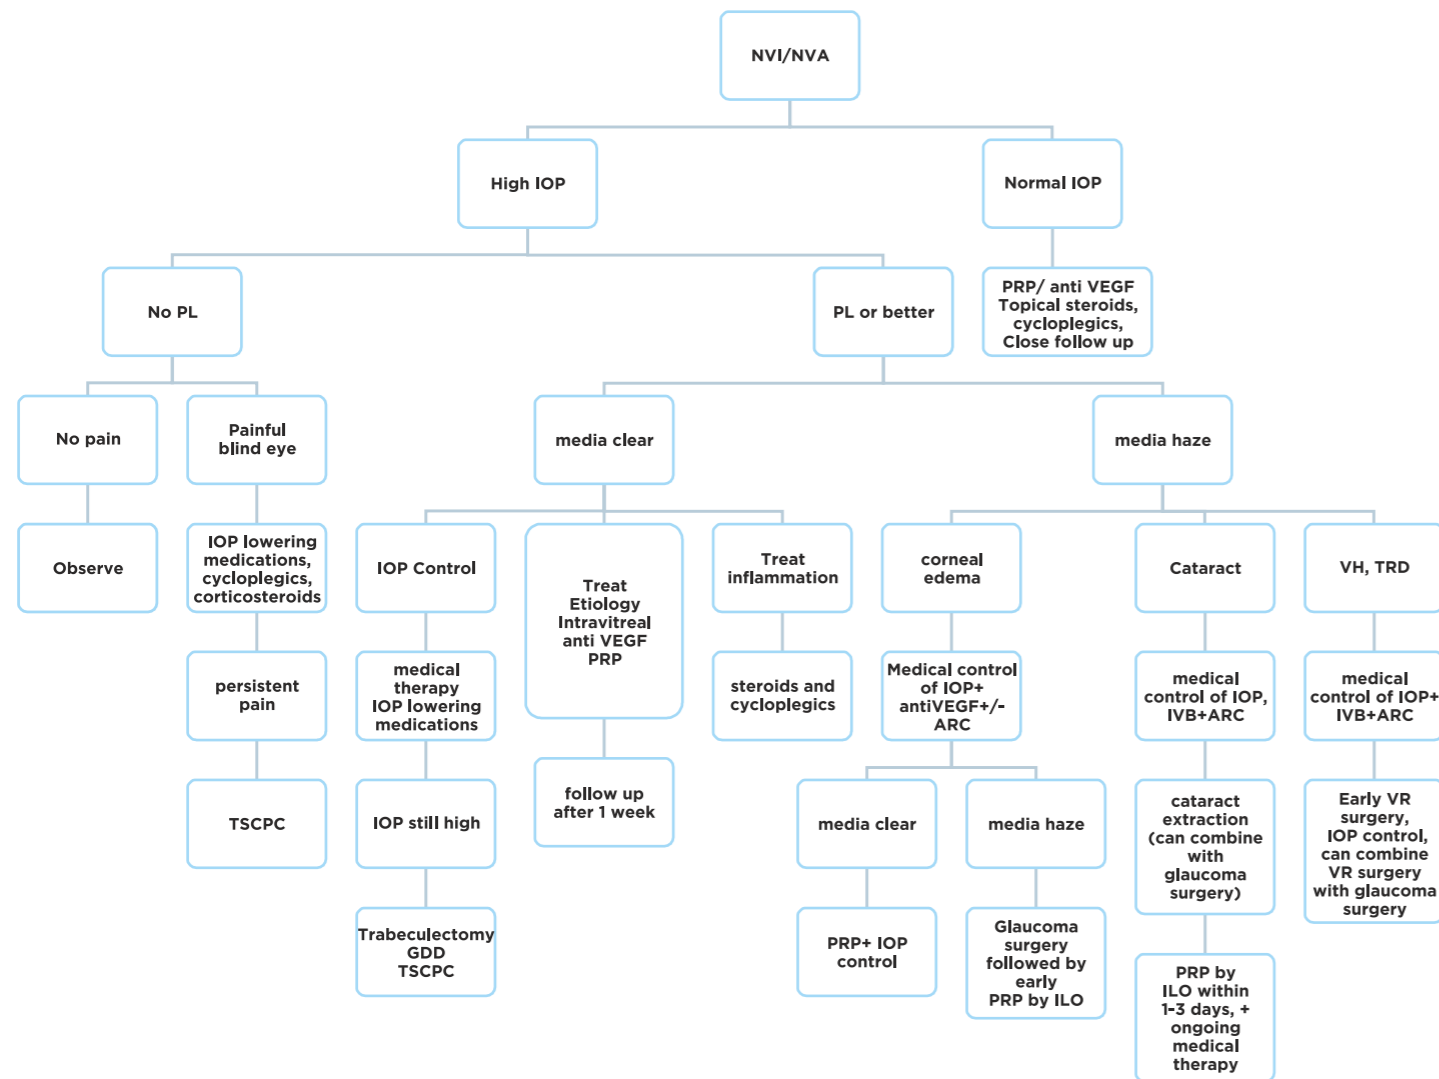 NVI/NVA
High IOP
Normal IOP
No PL
PL or better
PRP/ anti VEGF
Topical steroids,
cycloplegics,
Close follow up
No pain
Painful
blind eye
media clear
media haze
Observe
IOP lowering
medications,
cycloplegics,
corticosteroids
IOP Control
Treat
Etiology
Intravitreal
anti VEGF
PRP
Treat
inflammation
corneal
edema
Cataract
VH, TRD
persistent
pain
medical
therapy
IOP lowering
medications
steroids and
cycloplegics
Medical control
of IOP+
antiVEGF+/-
ARC
medical
control of IOP,
IVB+ARC
medical
control of IOP+
IVB+ARC
TSCPC
IOP still high
follow up
after 1 week
media clear
media haze
cataract
extraction
(can combine
with
glaucoma
surgery)
Early VR
surgery,
IOP control,
can combine
VR surgery
with glaucoma
surgery
Trabeculectomy
GDD
TSCPC
PRP+ IOP
control
Glaucoma
surgery
followed by
early
PRP by ILO
PRP by
ILO within
1-3 days, +
ongoing
medical
therapy